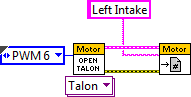 Left Intake
PWM 6
Motor
OPEN
TALON
Motor
#
Talon